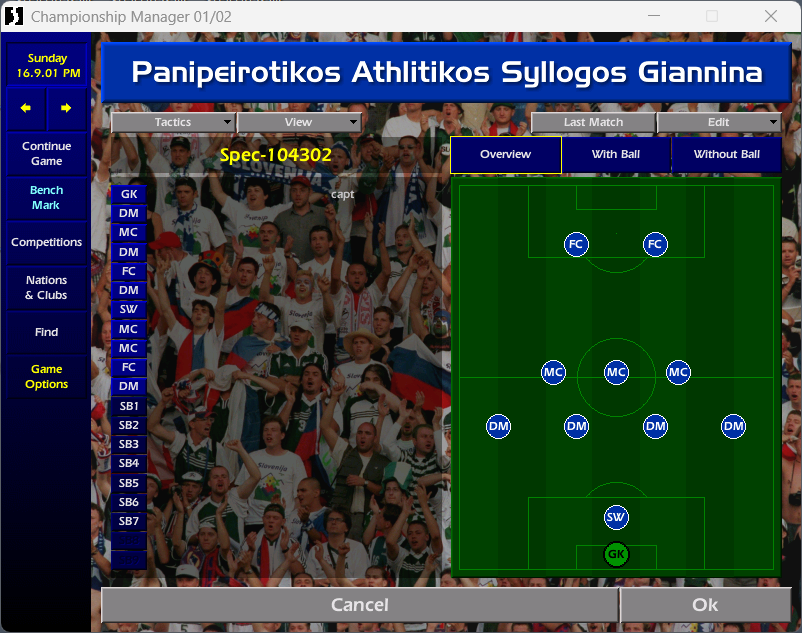 Championship Manager 01/02
Sunday
16.9.01 PM
Panipeirotikos Athlitikos Syllogos Giannina
Continue
Game
Bench
Mark
Competitions
Nations
& Clubs
Find
Game
Options
Tactics
View
Last Match
Edit
Spec-104302
Overview
With Ball
Without Ball
GK
capt
DM
MC
DM
FC
DM
SW
MC
MC
FC
DM
SB1
SB2
SB3
SB4
SB5
SB6
SB7
FC FC
MC MC MC
DM DM DM DM
SW
GK
Cancel
Ok